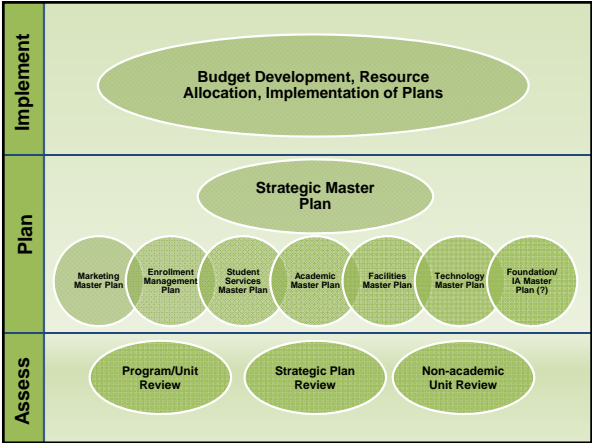 Implement
Budget Development, Resource
Allocation, Implementation of Plans
Plan
Strategic Master
Plan
Marketing
Master Plan
Enrollment
Management
Plan
Student
Services
Master Plan
Academic
Master Plan
Facilities
Master Plan
Technology
Master Plan
Foundation/
IA Master
Plan (?)
Assess
Program/Unit
Review
Strategic Plan
Review
Non-academic
Unit Review